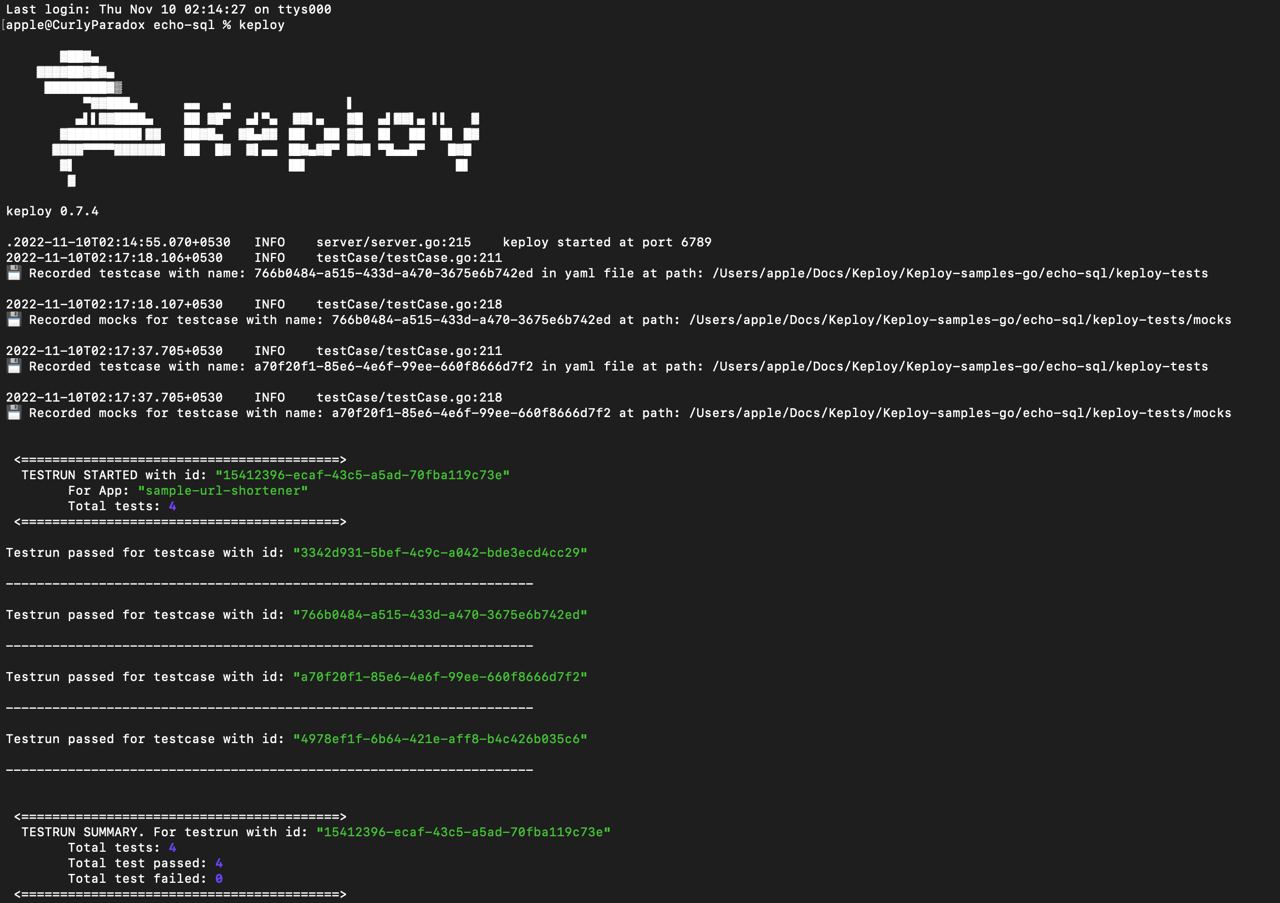 Last login: Thu Nov 10 02:14:27 on ttys000
[apple@CurlyParadox echo-sql % keploy
Keploy
keploy 0.7.4
.2022-11-10T02:14:55.070+0530 INFO server/server.go:215 keploy started at port 6789
2022-11-10T02:17:18.106+0530 INFO testCase/testCase.go:211
💾 Recorded testcase with name: 766b0484-a515-433d-a470-3675e6b742ed in yaml file at path: /Users/apple/Docs/Keploy/Keploy-samples-go/echo-sql/keploy-tests
2022-11-10T02:17:18.107+0530 INFO testCase/testCase.go:218
💾 Recorded mocks for testcase with name: 766b0484-a515-433d-a470-3675e6b742ed at path: /Users/apple/Docs/Keploy/Keploy-samples-go/echo-sql/keploy-tests/mocks
2022-11-10T02:17:37.705+0530 INFO testCase/testCase.go:211
💾 Recorded testcase with name: a70f20f1-85e6-4e6f-99ee-660f8666d7f2 in yaml file at path: /Users/apple/Docs/Keploy/Keploy-samples-go/echo-sql/keploy-tests
2022-11-10T02:17:37.705+0530 INFO testCase/testCase.go:218
💾 Recorded mocks for testcase with name: a70f20f1-85e6-4e6f-99ee-660f8666d7f2 at path: /Users/apple/Docs/Keploy/Keploy-samples-go/echo-sql/keploy-tests/mocks
<=========================================>
TESTRUN STARTED with id: "15412396-ecaf-43c5-a5ad-70fba119c73e"
For App: "sample-url-shortener"
Total tests: 4
<=========================================>
Testrun passed for testcase with id: "3342d931-5bef-4c9c-a042-bde3ecd4cc29"
--------------------------------------------------------------------
Testrun passed for testcase with id: "766b0484-a515-433d-a470-3675e6b742ed"
--------------------------------------------------------------------
Testrun passed for testcase with id: "a70f20f1-85e6-4e6f-99ee-660f8666d7f2"
--------------------------------------------------------------------
Testrun passed for testcase with id: "4978ef1f-6b64-421e-aff8-b4c426b035c6"
--------------------------------------------------------------------
<=========================================>
TESTRUN SUMMARY. For testrun with id: "15412396-ecaf-43c5-a5ad-70fba119c73e"
Total tests: 4
Total test passed: 4
Total test failed: 0
<=========================================>